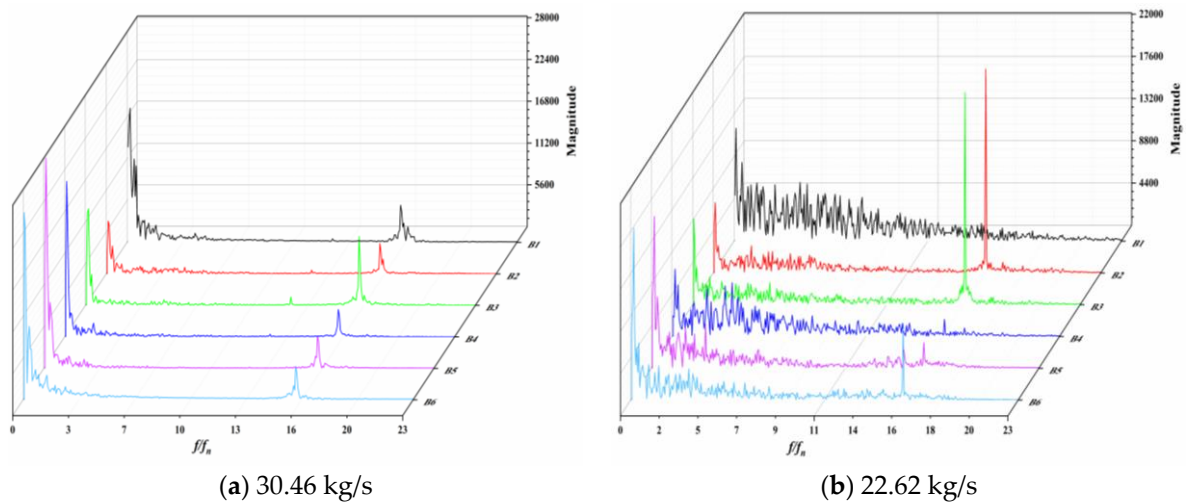 28000
22400
16800
11200
5600
Magnitude
B1
B2
B3
B4
B5
B6
0 3 7 10 12 16 20 23
f/fn
(a) 30.46 kg/s
22000
17600
13200
8800
4400
Magnitude
B1
B2
B3
B4
B5
B6
0 2 5 7 9 11 14 16 18 20 23
f/fn
(b) 22.62 kg/s